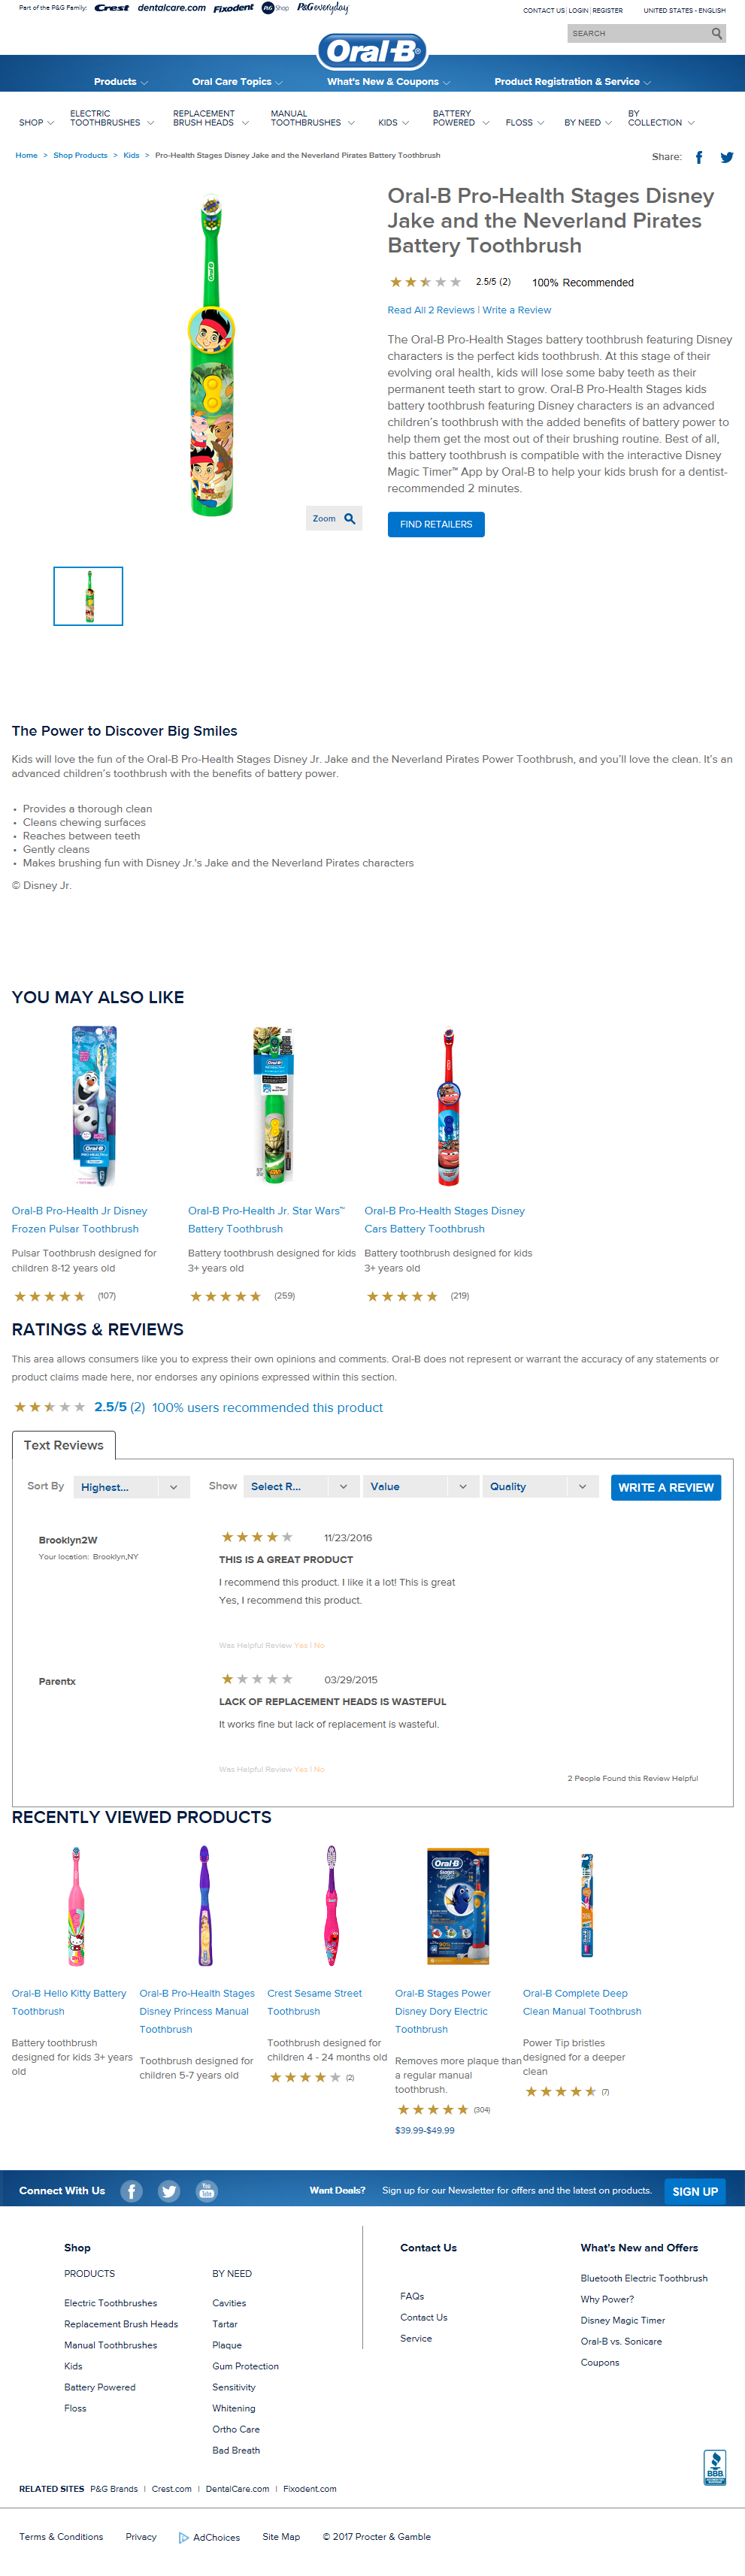 Part of the P&G Family: Crest dentalcare.com Fixodent P&G Shop P&G everyday
CONTACT US | LOGIN | REGISTER UNITED STATES - ENGLISH
SEARCH
Oral-B
Products Oral Care Topics What's New & Coupons Product Registration & Service
SHOP
ELECTRIC
TOOTHBRUSHES
REPLACEMENT
BRUSH HEADS
MANUAL
TOOTHBRUSHES
KIDS
BATTERY
POWERED
FLOSS
BY NEED
BY
COLLECTION
Home > Shop Products > Kids > Pro-Health Stages Disney Jake and the Neverland Pirates Battery Toothbrush
Share:
Oral-B Pro-Health Stages Disney
Jake and the Neverland Pirates
Battery Toothbrush
2.5/5 (2) 100% Recommended
Read All 2 Reviews | Write a Review
The Oral-B Pro-Health Stages battery toothbrush featuring Disney
characters is the perfect kids toothbrush. At this stage of their
evolving oral health, kids will lose some baby teeth as their
permanent teeth start to grow. Oral-B Pro-Health Stages kids
battery toothbrush featuring Disney characters is an advanced
children's toothbrush with the added benefits of battery power to
help them get the most out of their brushing routine. Best of all,
this battery toothbrush is compatible with the interactive Disney
Magic Timer™ App by Oral-B to help your kids brush for a dentist-
recommended 2 minutes.
Zoom
FIND RETAILERS
The Power to Discover Big Smiles
Kids will love the fun of the Oral-B Pro-Health Stages Disney Jr. Jake and the Neverland Pirates Power Toothbrush, and you'll love the clean. It's an
advanced children's toothbrush with the benefits of battery power.
• Provides a thorough clean
• Cleans chewing surfaces
• Reaches between teeth
• Gently cleans
• Makes brushing fun with Disney Jr.'s Jake and the Neverland Pirates characters
© Disney Jr.
YOU MAY ALSO LIKE
Oral-B Pro-Health Jr Disney
Frozen Pulsar Toothbrush
Pulsar Toothbrush designed for
children 8-12 years old
(107)
Oral-B Pro-Health Jr. Star Wars™
Battery Toothbrush
Battery toothbrush designed for kids
3+ years old
(259)
Oral-B Pro-Health Stages Disney
Cars Battery Toothbrush
Battery toothbrush designed for kids
3+ years old
(219)
RATINGS & REVIEWS
This area allows consumers like you to express their own opinions and comments. Oral-B does not represent or warrant the accuracy of any statements or
product claims made here, nor endorses any opinions expressed within this section.
2.5/5 (2) 100% users recommended this product
Text Reviews
Sort By Highest... Show Select R... Value Quality WRITE A REVIEW
Brooklyn2W
Your location: Brooklyn,NY
11/23/2016
THIS IS A GREAT PRODUCT
I recommend this product. I like it a lot! This is great
Yes, I recommend this product.
Was Helpful Review Yes | No
Parentx
03/29/2015
LACK OF REPLACEMENT HEADS IS WASTEFUL
It works fine but lack of replacement is wasteful.
Was Helpful Review Yes | No
2 People Found this Review Helpful
RECENTLY VIEWED PRODUCTS
Oral-B
Oral-B Hello Kitty Battery
Toothbrush
Battery toothbrush
designed for kids 3+ years
old
Oral-B Pro-Health Stages
Disney Princess Manual
Toothbrush
Toothbrush designed for
children 5-7 years old
Crest Sesame Street
Toothbrush
Toothbrush designed for
children 4 - 24 months old
(2)
Oral-B Stages Power
Disney Dory Electric
Toothbrush
Removes more plaque than
a regular manual
toothbrush.
(304)
$39.99-$49.99
Oral-B Complete Deep
Clean Manual Toothbrush
Power Tip bristles
designed for a deeper
clean
(7)
Connect With Us
You Tube
Want Deals? Sign up for our Newsletter for offers and the latest on products. SIGN UP
Shop
PRODUCTS
Electric Toothbrushes
Replacement Brush Heads
Manual Toothbrushes
Kids
Battery Powered
Floss
BY NEED
Cavities
Tartar
Plaque
Gum Protection
Sensitivity
Whitening
Ortho Care
Bad Breath
Contact Us
FAQs
Contact Us
Service
What's New and Offers
Bluetooth Electric Toothbrush
Why Power?
Disney Magic Timer
Oral-B vs. Sonicare
Coupons
BBB
RELATED SITES P&G Brands | Crest.com | DentalCare.com | Fixodent.com
Terms & Conditions Privacy AdChoices Site Map © 2017 Procter & Gamble